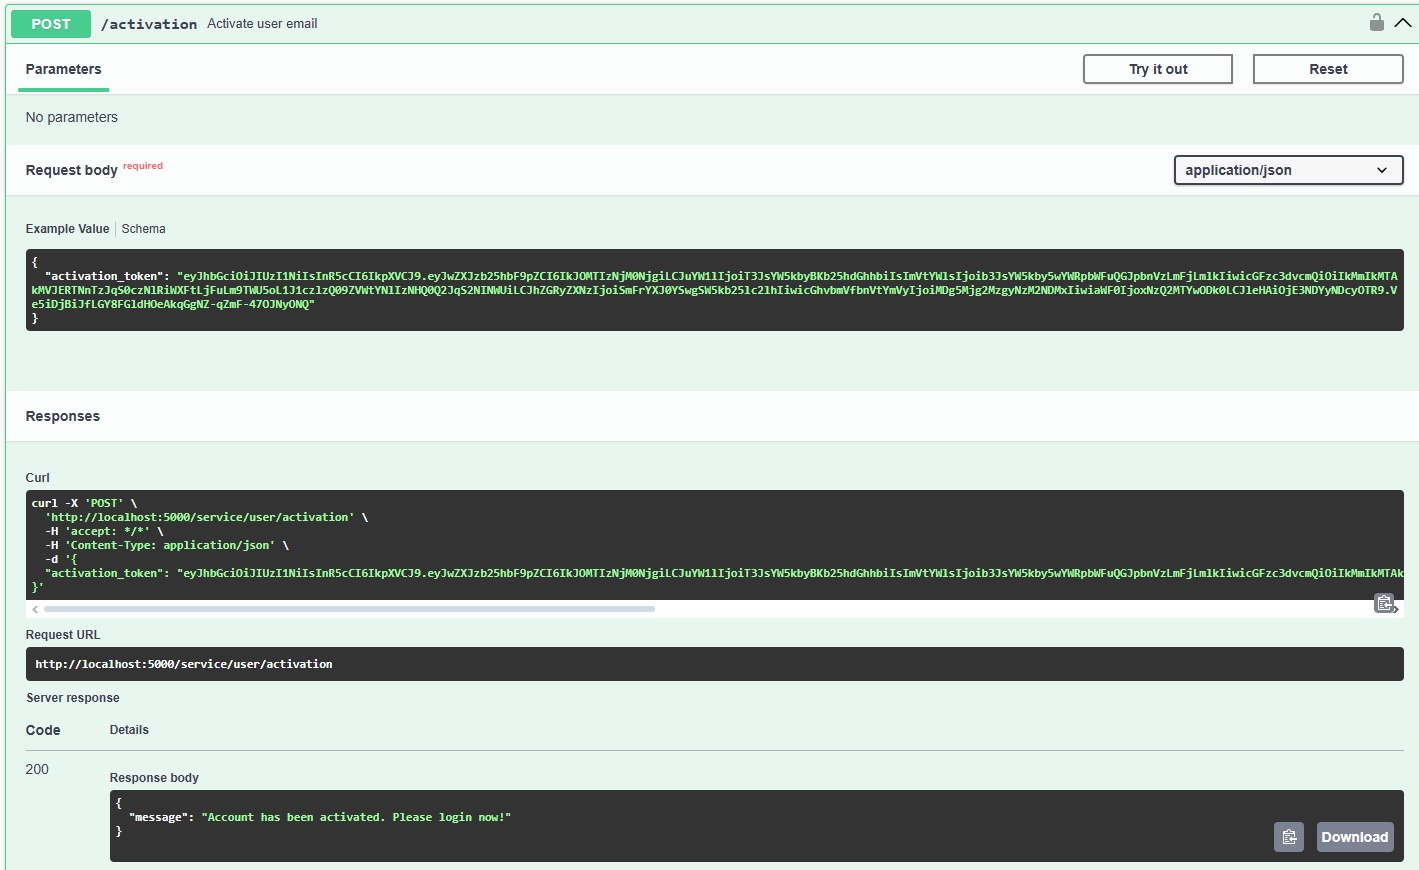 POST /activation Activate user email
Parameters
Try it out
Reset
No parameters
Request body required
application/json
Example Value Schema
{
"activation_token": "eyJhbGciOiJIUzI1NiIsInR5cCI6IkpXVCJ9.eyJwZXJzb25hbF9pZCI6IkJOMTIzNjM0NjgiLCJuYW1lIjoiT3JsYW5kbyBKb25hdGhhbiIsImVtYWlsIjoib3JsYW5kby5wYWRpbWFuQGJpbnVzLmFjLmlkIiwicGFzc3dvcmQiOiIkMmIkMTA
kMVJERTNnTzJqS0czNlRiWXFtLjFuLm9TWU5oL1J1czlzQ09ZVWtYNlIzNHQ0Q2JqS2NINWUiLCJhZGRyZXNzIjoiSmFrYXJ0YSwgSW5kb25lc2lhIiwicGhvbmVfbnVtYmVyIjoiMDg5Mjg2MzgyNzM2NDMxIiwiaWF0IjoxNzQ2MTYwODk0LCJleHAiOjE3NDYyNDcyOTR9.V
e5iDjBiJfLGY8FGldHOeAkqGgNZ-qZmF-47OJNyONQ"
}
Responses
Curl
curl -X 'POST' \
'http://localhost:5000/service/user/activation' \
-H 'accept: */*' \
-H 'Content-Type: application/json' \
-d '{
"activation_token": "eyJhbGciOiJIUzI1NiIsInR5cCI6IkpXVCJ9.eyJwZXJzb25hbF9pZCI6IkJOMTIzNjM0NjgiLCJuYW1lIjoiT3JsYW5kbyBKb25hdGhhbiIsImVtYWlsIjoib3JsYW5kby5wYWRpbWFuQGJpbnVzLmFjLmlkIiwicGFzc3dvcmQiOiIkMmIkMTAk
}'
Request URL
http://localhost:5000/service/user/activation
Server response
Code Details
200
Response body
{
"message": "Account has been activated. Please login now!"
}
Download